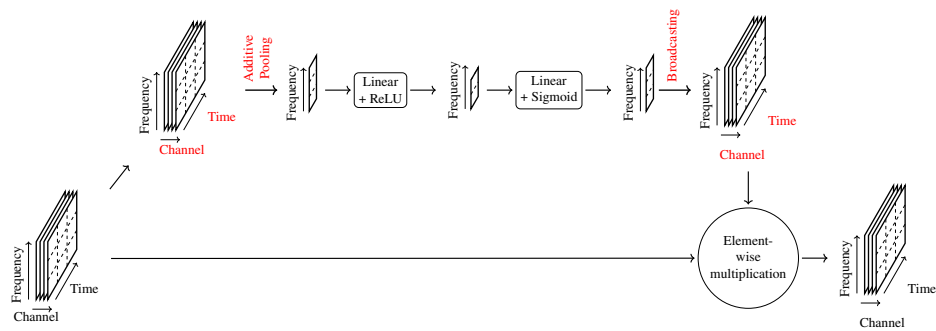 Additive
Pooling
Broadcasting
Frequency
Time
Channel
Frequency
Linear
+ ReLU
Frequency
Linear
+ Sigmoid
Frequency
Frequency
Time
Channel
Frequency
Time
Channel
Element-
wise
multiplication
Frequency
Time
Channel